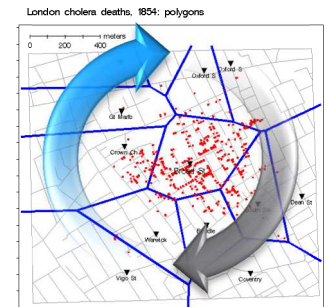 London cholera deaths, 1854: polygons
meters
0 200 400
Oxford St
Oxford St
Gt Marlb
Crown Ch
Broad St
Dean St
Warwick
Vigo St
Coventry